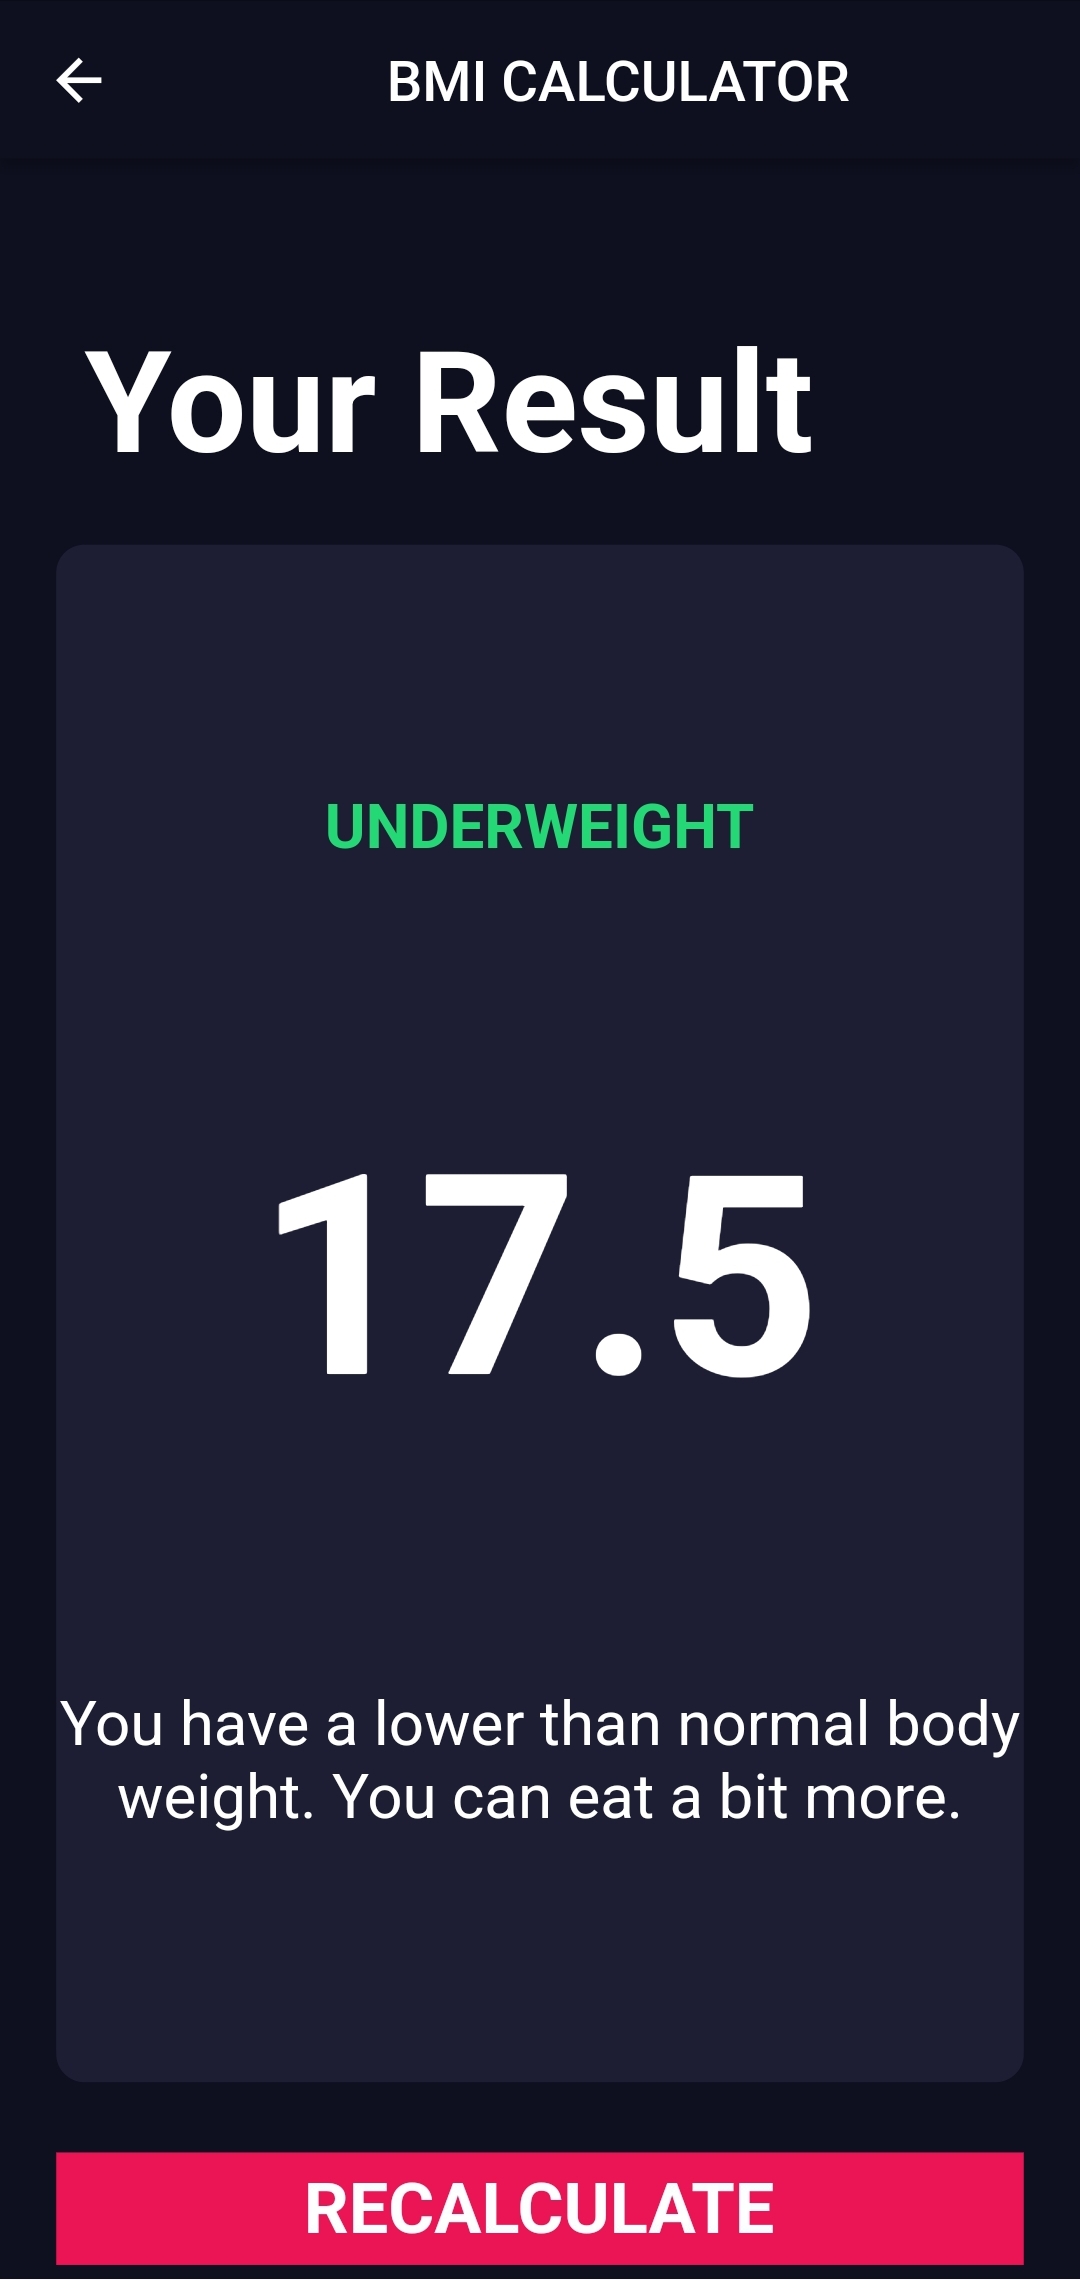 BMI CALCULATOR
Your Result
UNDERWEIGHT
17.5
You have a lower than normal body
weight. You can eat a bit more.
RECALCULATE